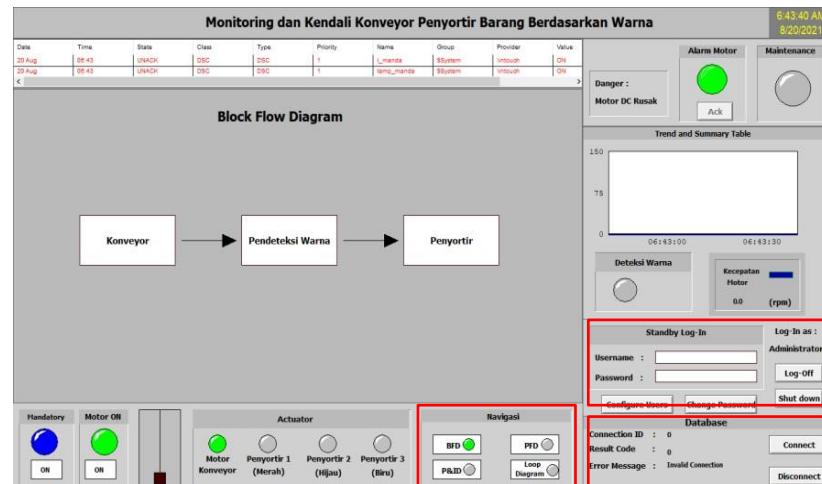 Monitoring dan Kendali Konveyor Penyortir Barang Berdasarkan Warna
6:43:40 AM
8/20/2021
Date Time State Class Type Priority Name Group Provider Value
20 Aug 06:43 UNACK DSC DSC 1 i_manda $System Intouch ON
20 Aug 06:43 UNACK DSC DSC 1 lamp_manda $System Intouch ON
Block Flow Diagram
Konveyor
Pendeteksi Warna
Penyortir
Alarm Motor
Maintenance
Danger :
Motor DC Rusak
Ack
Trend and Summary Table
150
75
0
06:43:00 06:43:30
Deteksi Warna
Kecepatan
Motor
0.0 (rpm)
Standby Log-In
Log-In as :
Administrator
Username :
Password :
Log-Off
Configure Users
Change Password
Shut down
Mandatory
ON
Motor ON
ON
Actuator
Motor
Konveyor
Penyortir 1
(Merah)
Penyortir 2
(Hijau)
Penyortir 3
(Biru)
Navigasi
BFD
PFD
P&ID
Loop
Diagram
Database
Connection ID : 0
Result Code : 0
Error Message : Invalid Connection
Connect
Disconnect